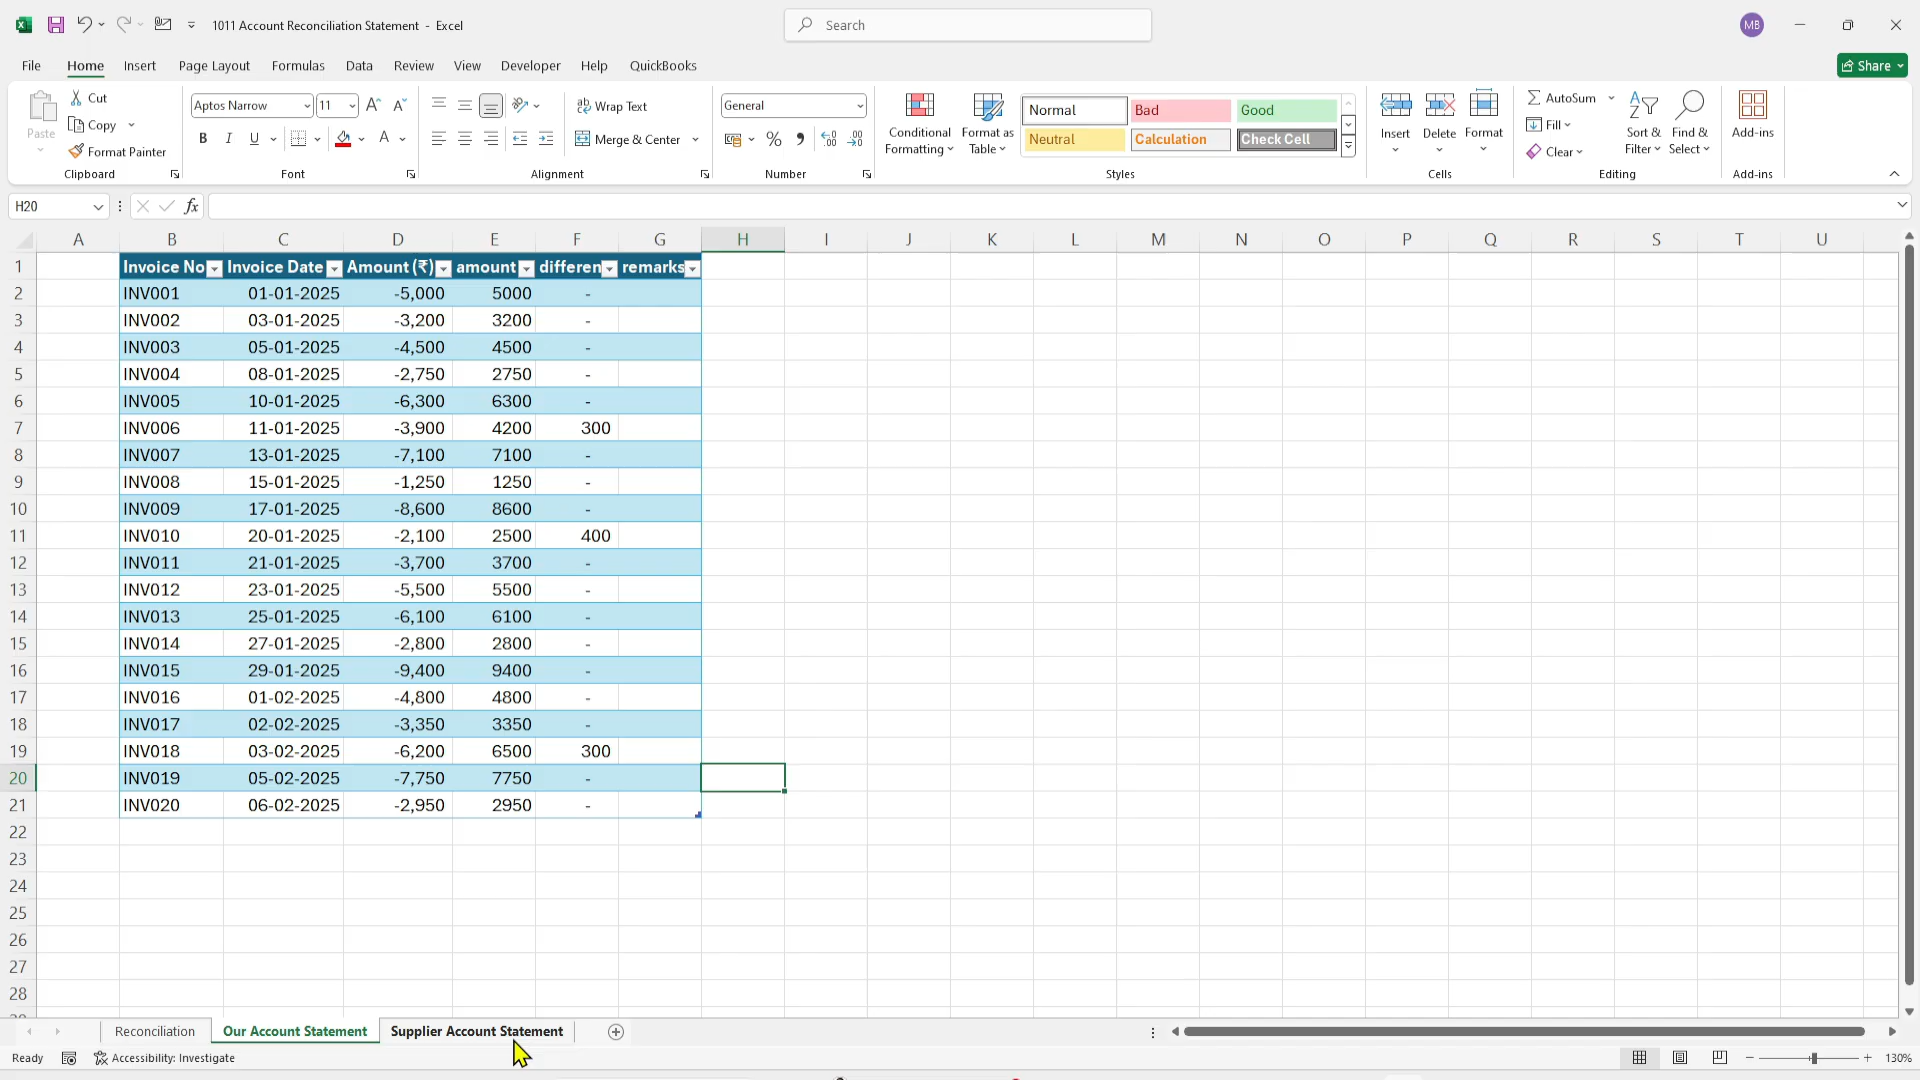 1011 Account Reconciliation Statement - Excel
Search
MB
File Home Insert Page Layout Formulas Data Review View Developer Help QuickBooks
Share
Paste
Cut
Copy
Format Painter
Clipboard
Aptos Narrow 11
B I U
Font
Wrap Text
Merge & Center
Alignment
General
%
Number
Conditional Formatting
Format as Table
Normal Bad Good
Neutral Calculation Check Cell
Styles
Insert Delete Format
Cells
AutoSum
Fill
Clear
Sort & Filter
Find & Select
Editing
Add-ins
Add-ins
H20
fx
A B C D E F G H I J K L M N O P Q R S T U
1 Invoice No Invoice Date Amount (₹) amount differen remarks
2 INV001 01-01-2025 -5,000 5000 -
3 INV002 03-01-2025 -3,200 3200 -
4 INV003 05-01-2025 -4,500 4500 -
5 INV004 08-01-2025 -2,750 2750 -
6 INV005 10-01-2025 -6,300 6300 -
7 INV006 11-01-2025 -3,900 4200 300
8 INV007 13-01-2025 -7,100 7100 -
9 INV008 15-01-2025 -1,250 1250 -
10 INV009 17-01-2025 -8,600 8600 -
11 INV010 20-01-2025 -2,100 2500 400
12 INV011 21-01-2025 -3,700 3700 -
13 INV012 23-01-2025 -5,500 5500 -
14 INV013 25-01-2025 -6,100 6100 -
15 INV014 27-01-2025 -2,800 2800 -
16 INV015 29-01-2025 -9,400 9400 -
17 INV016 01-02-2025 -4,800 4800 -
18 INV017 02-02-2025 -3,350 3350 -
19 INV018 03-02-2025 -6,200 6500 300
20 INV019 05-02-2025 -7,750 7750 -
21 INV020 06-02-2025 -2,950 2950 -
22
23
24
25
26
27
28
Reconciliation Our Account Statement Supplier Account Statement
Ready Accessibility: Investigate 130%